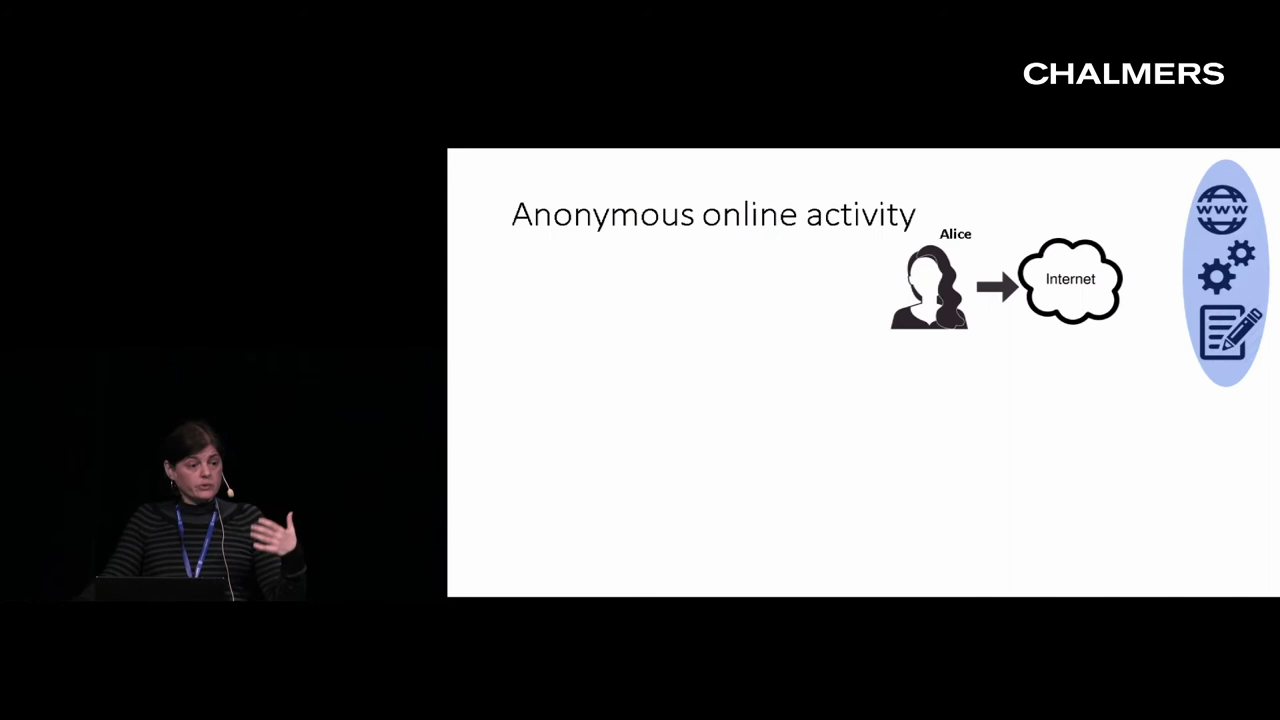 CHALMERS
Anonymous online activity
Alice
Internet
WWW